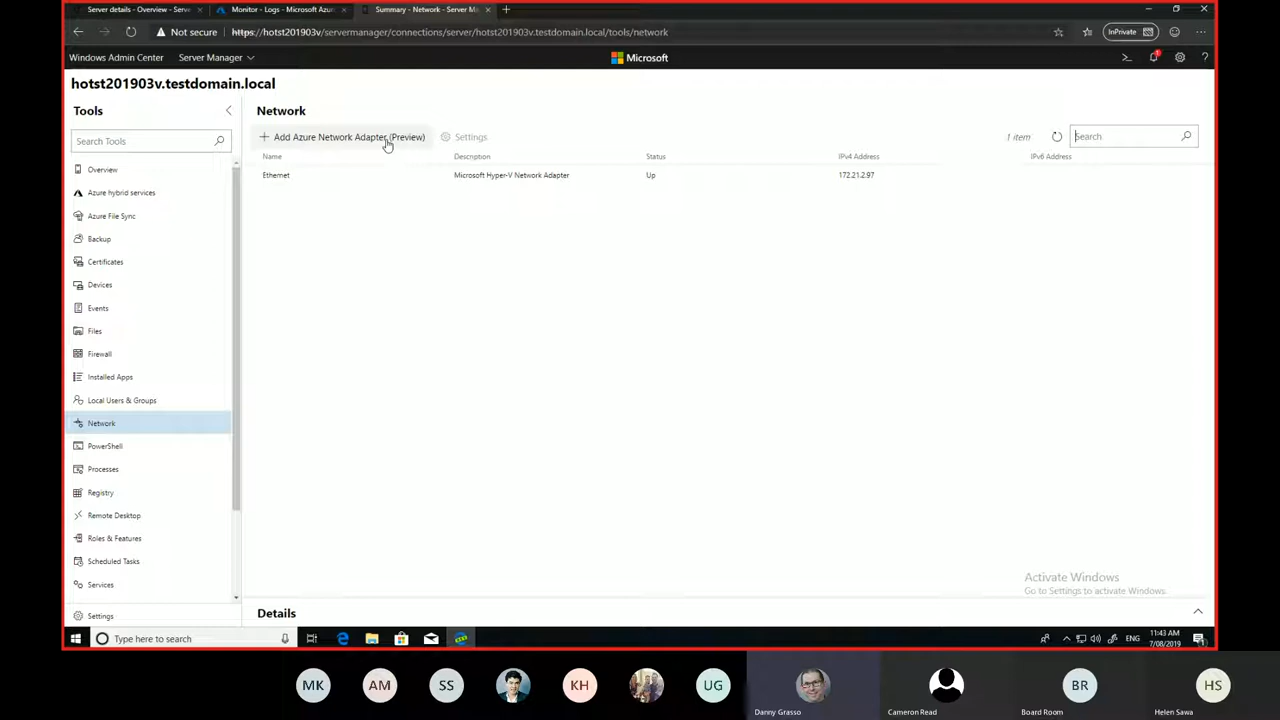 Server details - Overview - Serve
Monitor - Logs - Microsoft Azur
Summary - Network - Server M
Not secure
https://hotst201903v/servermanager/connections/server/hotst201903v.testdomain.local/tools/network
InPrivate
Windows Admin Center
Server Manager
Microsoft
hotst201903v.testdomain.local
Tools
Search Tools
Overview
Azure hybrid services
Azure File Sync
Backup
Certificates
Devices
Events
Files
Firewall
Installed Apps
Local Users & Groups
Network
PowerShell
Processes
Registry
Remote Desktop
Roles & Features
Scheduled Tasks
Services
Settings
Network
Add Azure Network Adapter (Preview)
Settings
1 item
Search
Name Description Status IPv4 Address IPv6 Address
Ethernet Microsoft Hyper-V Network Adapter Up 172.21.2.97
Activate Windows
Go to Settings to activate Windows.
Details
Type here to search
ENG
11:43 AM
7/08/2019
MK
AM
SS
KH
UG
BR
HS
Danny Grasso
Cameron Read
Board Room
Helen Sawa